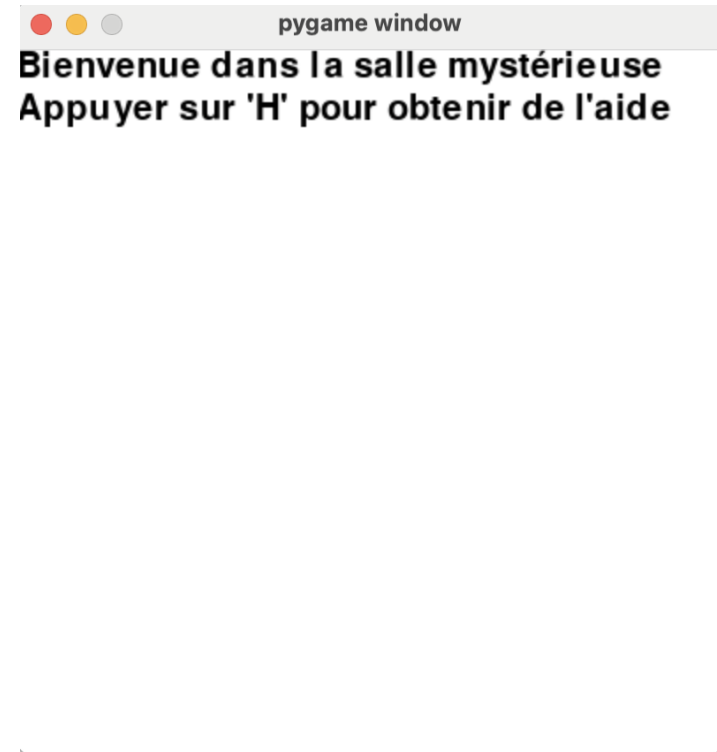 pygame window
Bienvenue dans la salle mystérieuse
Appuyer sur 'H' pour obtenir de l'aide